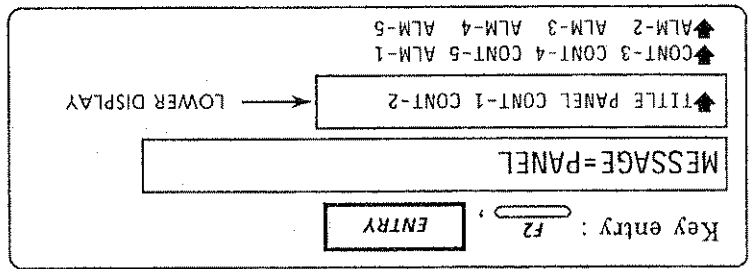 Key entry : F2 , ENTRY
MESSAGE=PANEL
↑TITLE PANEL CONT-1 CONT-2 ← LOWER DISPLAY
↑CONT-3 CONT-4 CONT-5 ALM-1
↑ALM-2 ALM-3 ALM-4 ALM-5